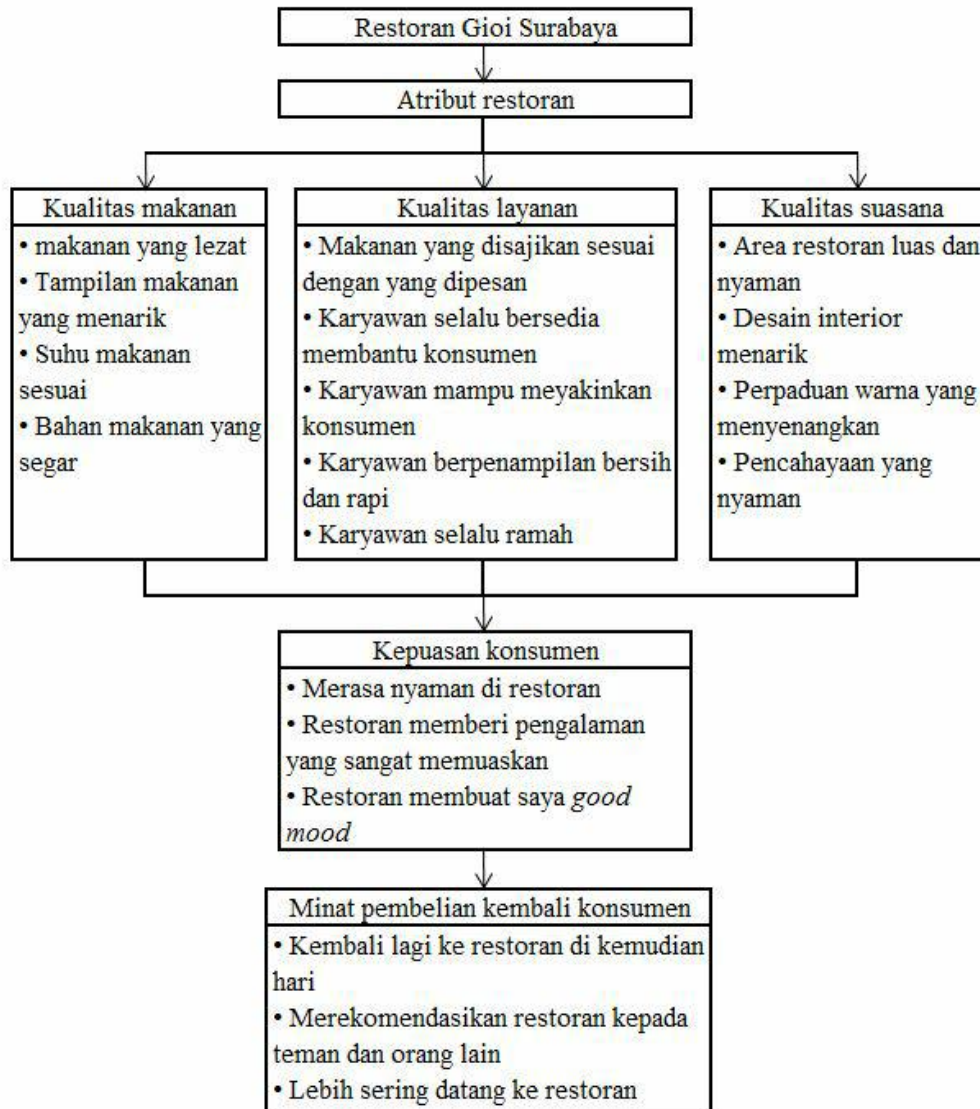 Restoran Gioi Surabaya
Atribut restoran
Kualitas makanan
• makanan yang lezat
• Tampilan makanan
yang menarik
• Suhu makanan
sesuai
• Bahan makanan yang
segar
Kualitas layanan
• Makanan yang disajikan sesuai
dengan yang dipesan
• Karyawan selalu bersedia
membantu konsumen
• Karyawan mampu meyakinkan
konsumen
• Karyawan berpenampilan bersih
dan rapi
• Karyawan selalu ramah
Kualitas suasana
• Area restoran luas dan
nyaman
• Desain interior
menarik
• Perpaduan warna yang
menyenangkan
• Pencahayaan yang
nyaman
Kepuasan konsumen
• Merasa nyaman di restoran
• Restoran memberi pengalaman
yang sangat memuaskan
• Restoran membuat saya good
mood
Minat pembelian kembali konsumen
• Kembali lagi ke restoran di kemudian
hari
• Merekomendasikan restoran kepada
teman dan orang lain
• Lebih sering datang ke restoran